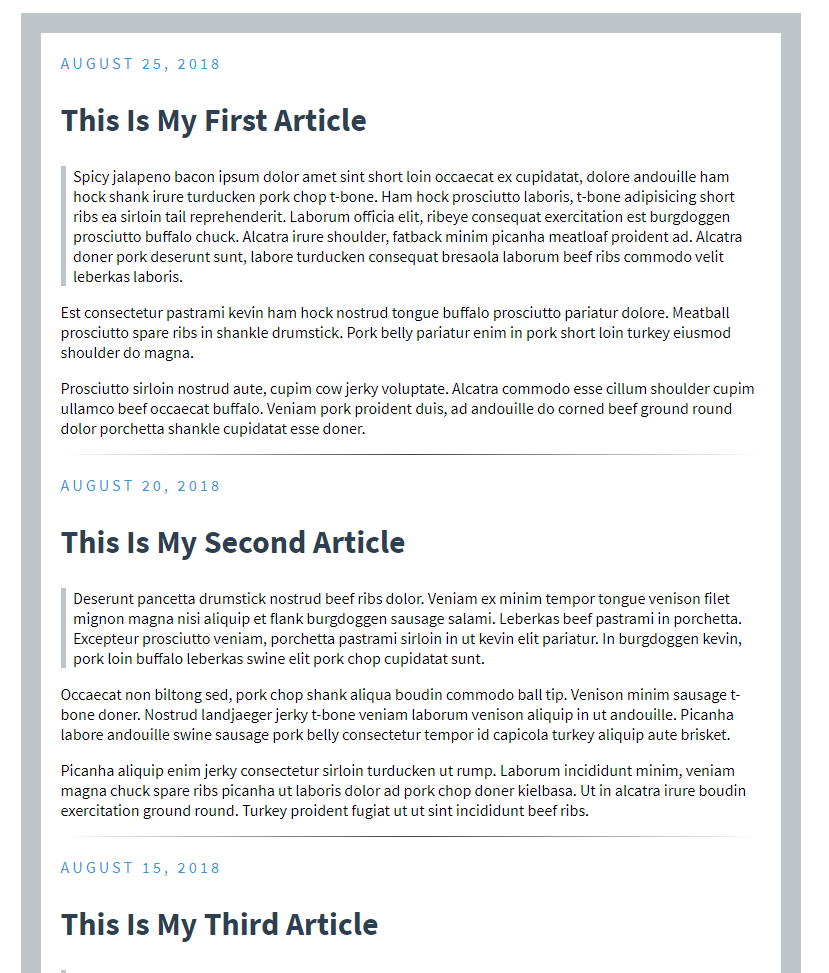 AUGUST 25, 2018
This Is My First Article
Spicy jalapeno bacon ipsum dolor amet sint short loin occaecat ex cupidatat, dolore andouille ham
hock shank irure turducken pork chop t-bone. Ham hock prosciutto laboris, t-bone adipisicing short
ribs ea sirloin tail reprehenderit. Laborum officia elit, ribeye consequat exercitation est burgdoggen
prosciutto buffalo chuck. Alcatra irure shoulder, fatback minim picanha meatloaf proident ad. Alcatra
doner pork deserunt sunt, labore turducken consequat bresaola laborum beef ribs commodo velit
leberkas laboris.
Est consectetur pastrami kevin ham hock nostrud tongue buffalo prosciutto pariatur dolore. Meatball
prosciutto spare ribs in shankle drumstick. Pork belly pariatur enim in pork short loin turkey eiusmod
shoulder do magna.
Prosciutto sirloin nostrud aute, cupim cow jerky voluptate. Alcatra commodo esse cillum shoulder cupim
ullamco beef occaecat buffalo. Veniam pork proident duis, ad andouille do corned beef ground round
dolor porchetta shankle cupidatat esse doner.
AUGUST 20, 2018
This Is My Second Article
Deserunt pancetta drumstick nostrud beef ribs dolor. Veniam ex minim tempor tongue venison filet
mignon magna nisi aliquip et flank burgdoggen sausage salami. Leberkas beef pastrami in porchetta.
Excepteur prosciutto veniam, porchetta pastrami sirloin in ut kevin elit pariatur. In burgdoggen kevin,
pork loin buffalo leberkas swine elit pork chop cupidatat sunt.
Occaecat non biltong sed, pork chop shank aliqua boudin commodo ball tip. Venison minim sausage t-
bone doner. Nostrud landjaeger jerky t-bone veniam laborum venison aliquip in ut andouille. Picanha
labore andouille swine sausage pork belly consectetur tempor id capicola turkey aliquip aute brisket.
Picanha aliquip enim jerky consectetur sirloin turducken ut rump. Laborum incididunt minim, veniam
magna chuck spare ribs picanha ut laboris dolor ad pork chop doner kielbasa. Ut in alcatra irure boudin
exercitation ground round. Turkey proident fugiat ut ut sint incididunt beef ribs.
AUGUST 15, 2018
This Is My Third Article